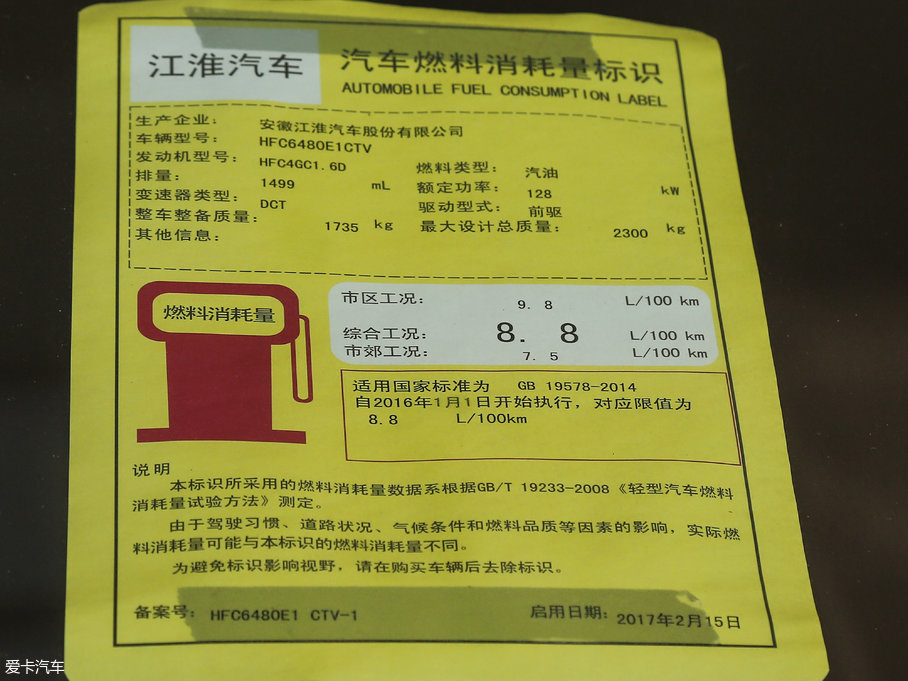 江淮汽车
汽车燃料消耗量标识
AUTOMOBILE FUEL CONSUMPTION LABEL
生产企业: 安徽江淮汽车股份有限公司
车辆型号: HFC6480E1CTV
发动机型号: HFC4GC1.6D 燃料类型: 汽油
排量: 1499 mL 额定功率: 128 kW
变速器类型: DCT 驱动型式: 前驱
整车整备质量: 1735 kg 最大设计总质量: 2300 kg
其他信息:
燃料消耗量
市区工况: 9.8 L/100 km
综合工况: 8.8 L/100 km
市郊工况: 7.5 L/100 km
适用国家标准为 GB 19578-2014
自2016年1月1日开始执行，对应限值为
8.8 L/100km
说明
本标识所采用的燃料消耗量数据系根据GB/T 19233-2008《轻型汽车燃料
消耗量试验方法》测定。
由于驾驶习惯、道路状况、气候条件和燃料品质等因素的影响，实际燃
料消耗量可能与本标识的燃料消耗量不同。
为避免标识影响视野，请在购买车辆后去除标识。
备案号: HFC6480E1 CTV-1 启用日期: 2017年2月15日
爱卡汽车